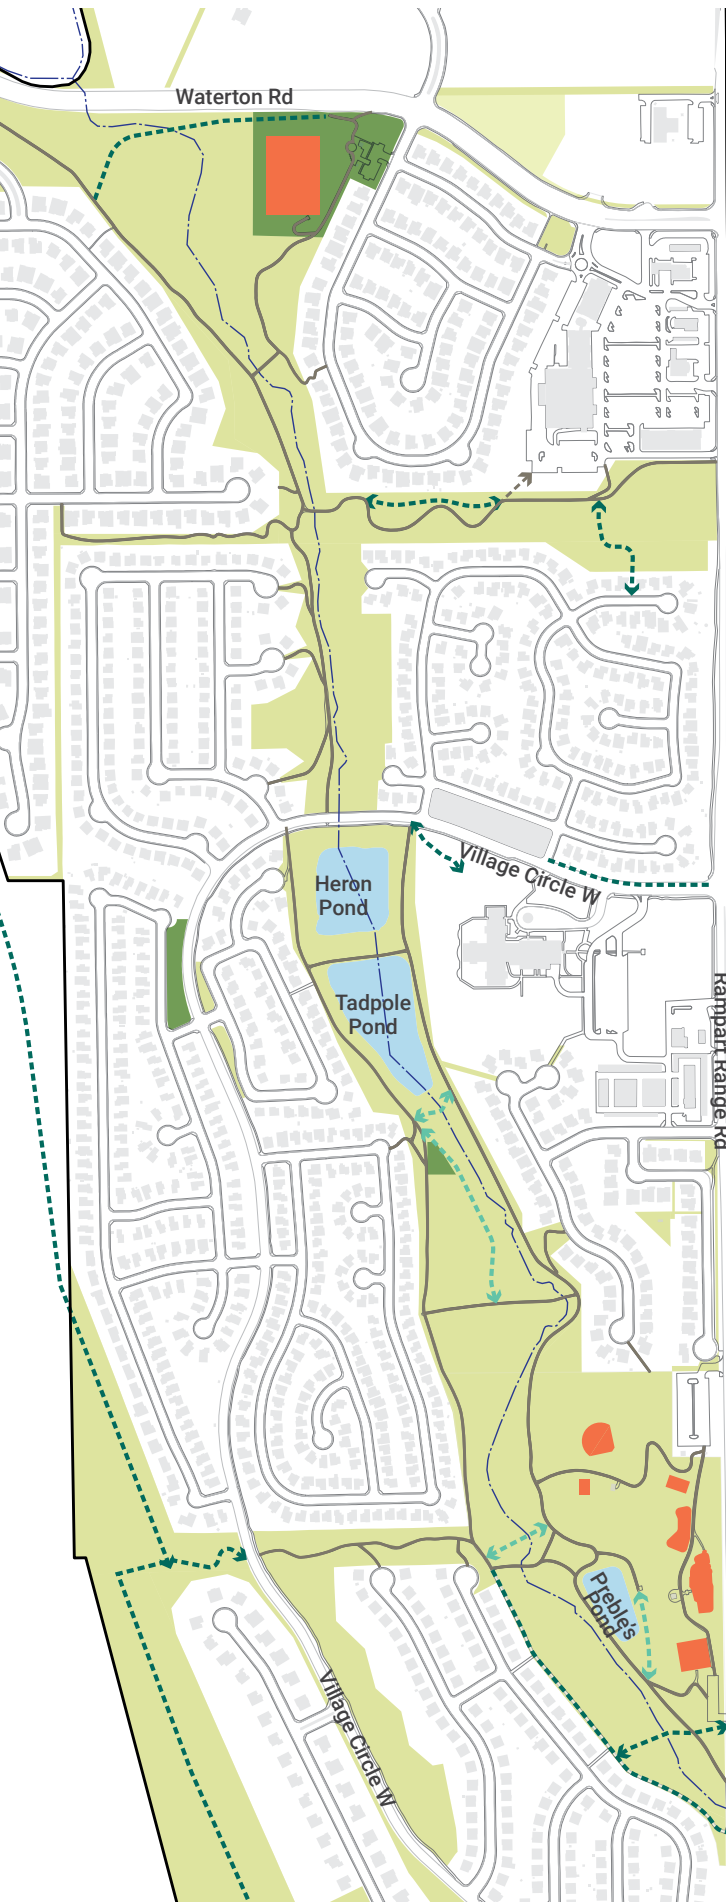 Waterton Rd
Heron
Pond
Village Circle W
Tadpole
Pond
Rampart Range Rd
Preble's
Pond
Village Circle W